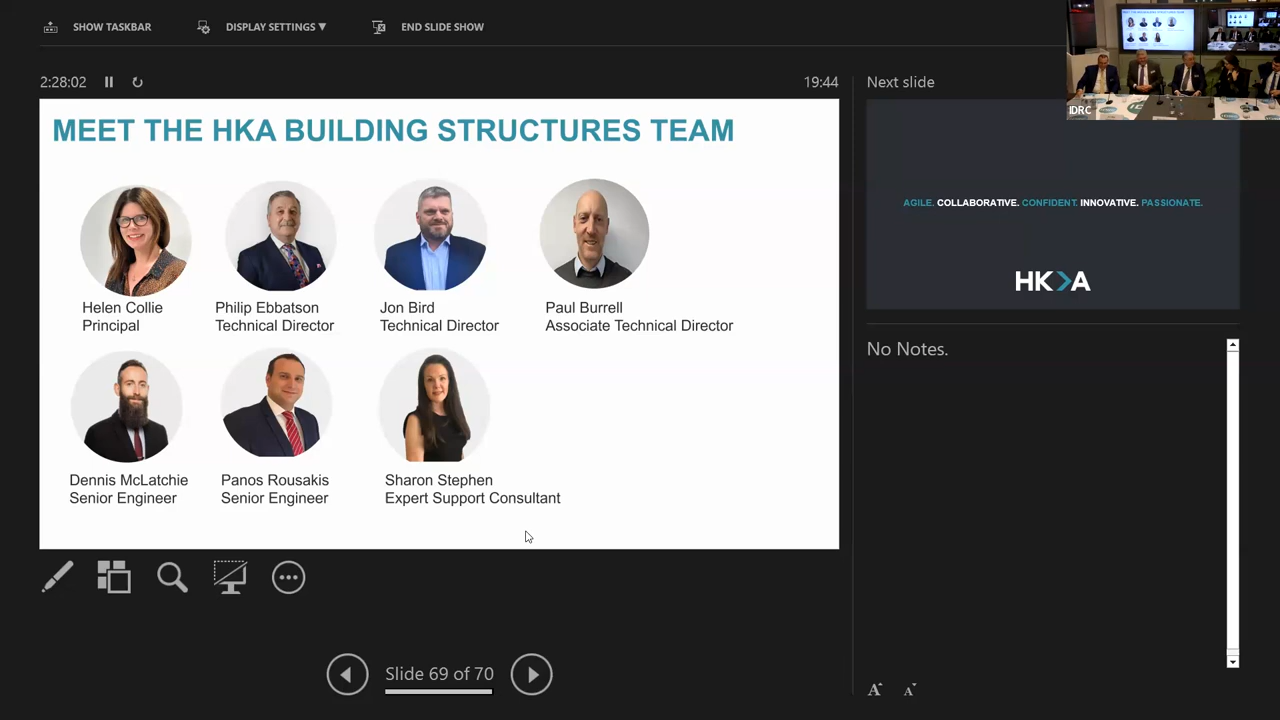 SHOW TASKBAR
DISPLAY SETTINGS ▼
END SLIDE SHOW
2:28:02
19:44
Next slide
MEET THE HKA BUILDING STRUCTURES TEAM
Helen Collie
Principal
Philip Ebbatson
Technical Director
Jon Bird
Technical Director
Paul Burrell
Associate Technical Director
Dennis McLatchie
Senior Engineer
Panos Rousakis
Senior Engineer
Sharon Stephen
Expert Support Consultant
AGILE. COLLABORATIVE. CONFIDENT. INNOVATIVE. PASSIONATE.
HKA
No Notes.
IDRC
Slide 69 of 70
A A